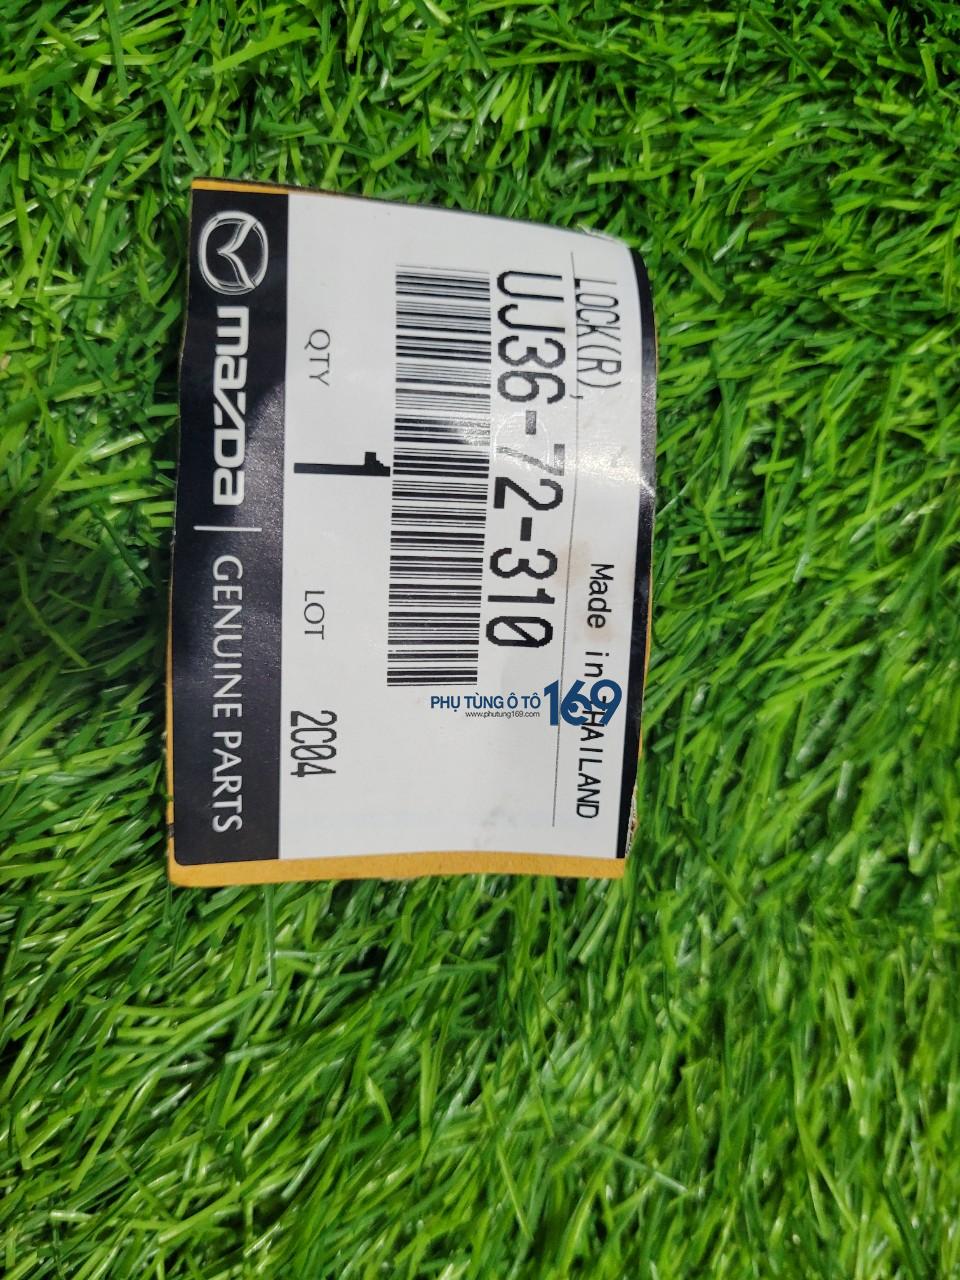 LOCK(R),
Made in THAILAND
UJ36-72-310
QTY 1 LOT 2C04
mazda | GENUINE PARTS
PHỤ TÙNG Ô TÔ 169
www.phutung169.com